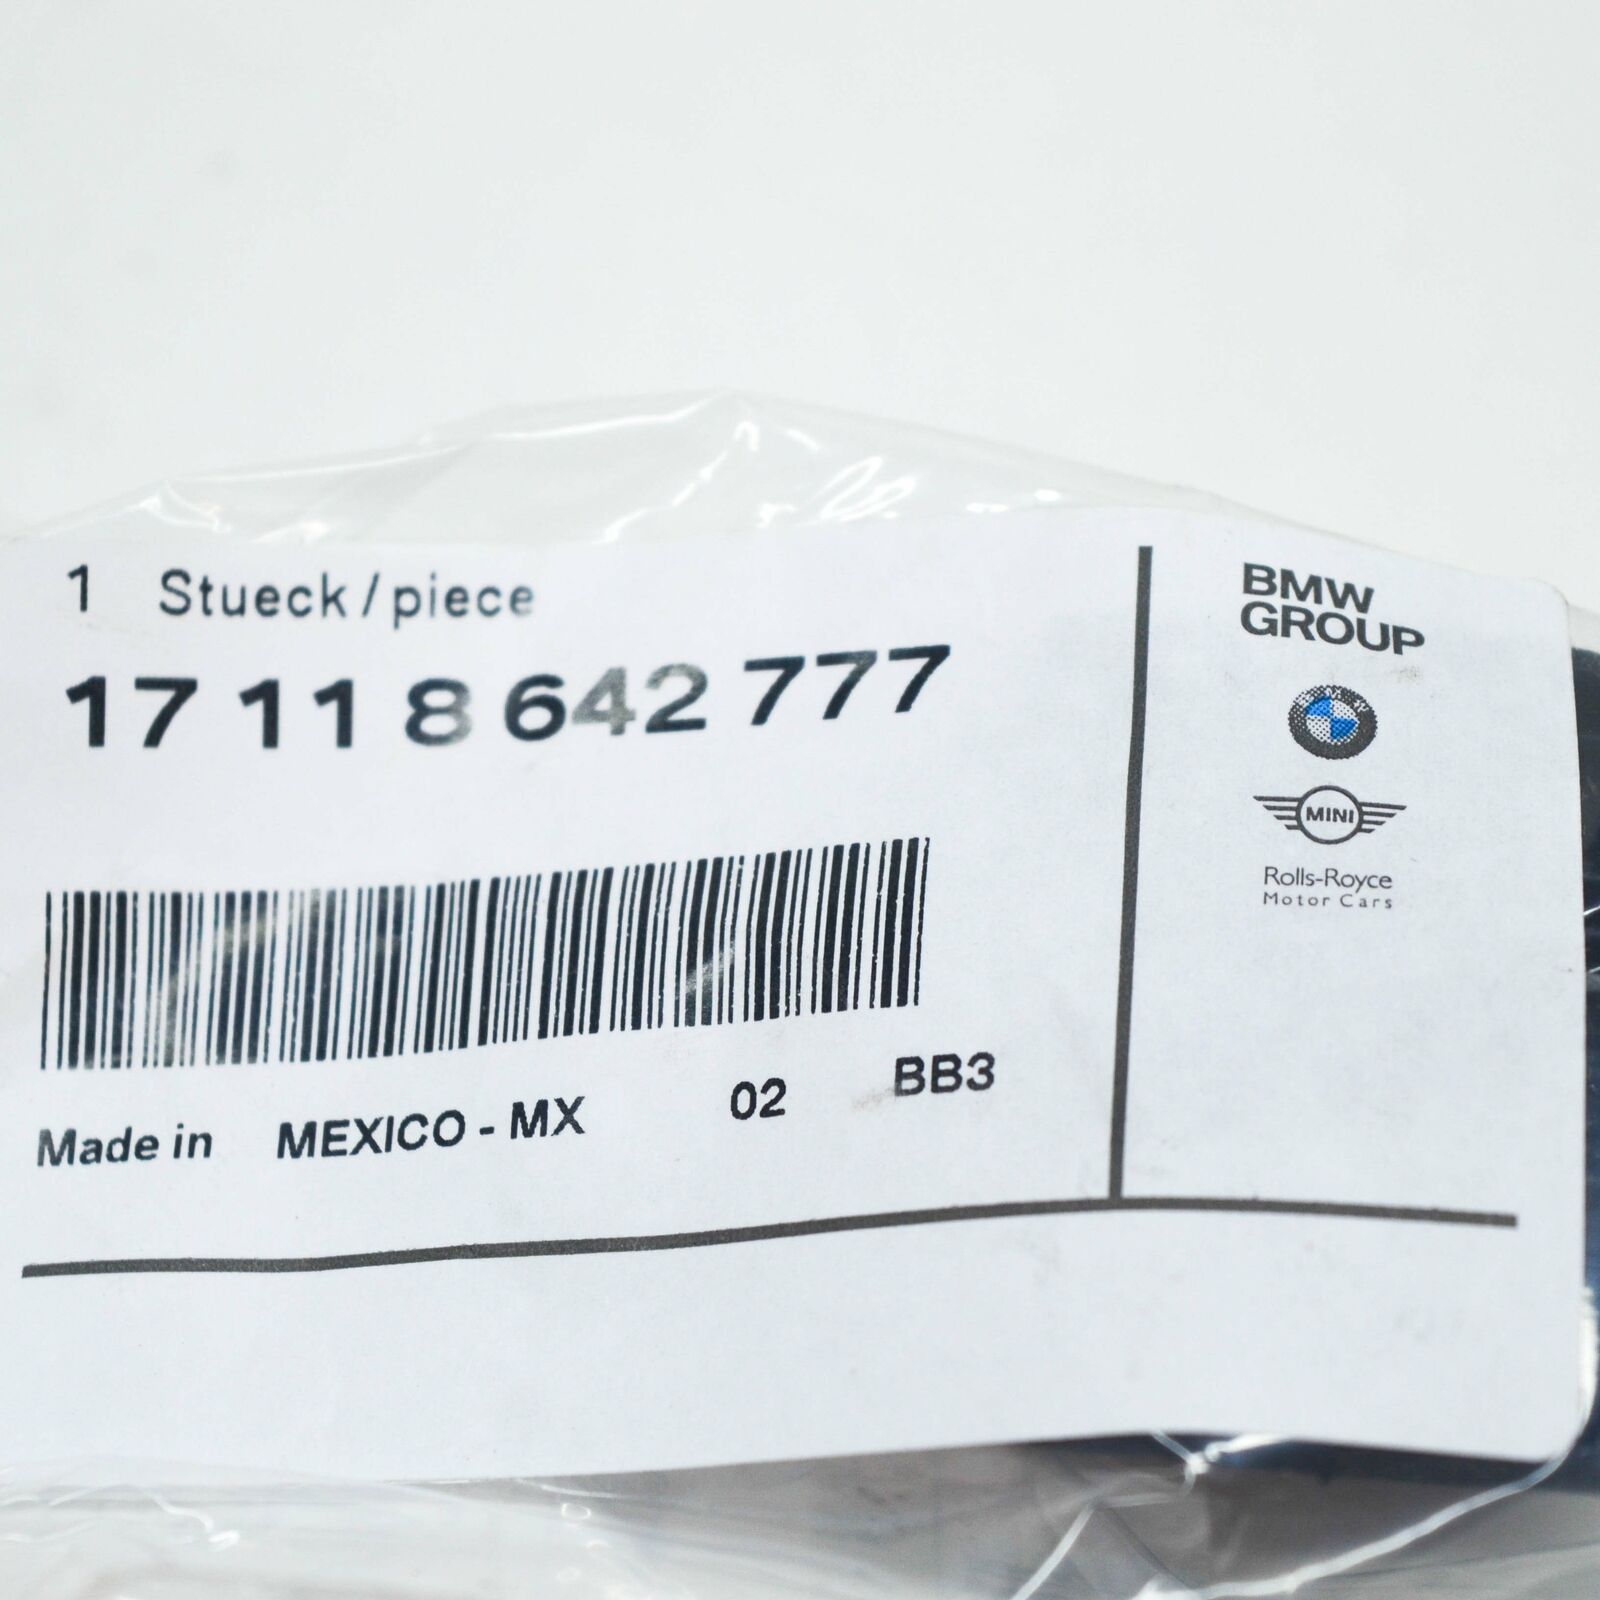 1 Stueck / piece
17 11 8 642 777
Made in MEXICO - MX 02 BB3
BMW
GROUP
BMW
MINI
Rolls-Royce
Motor Cars